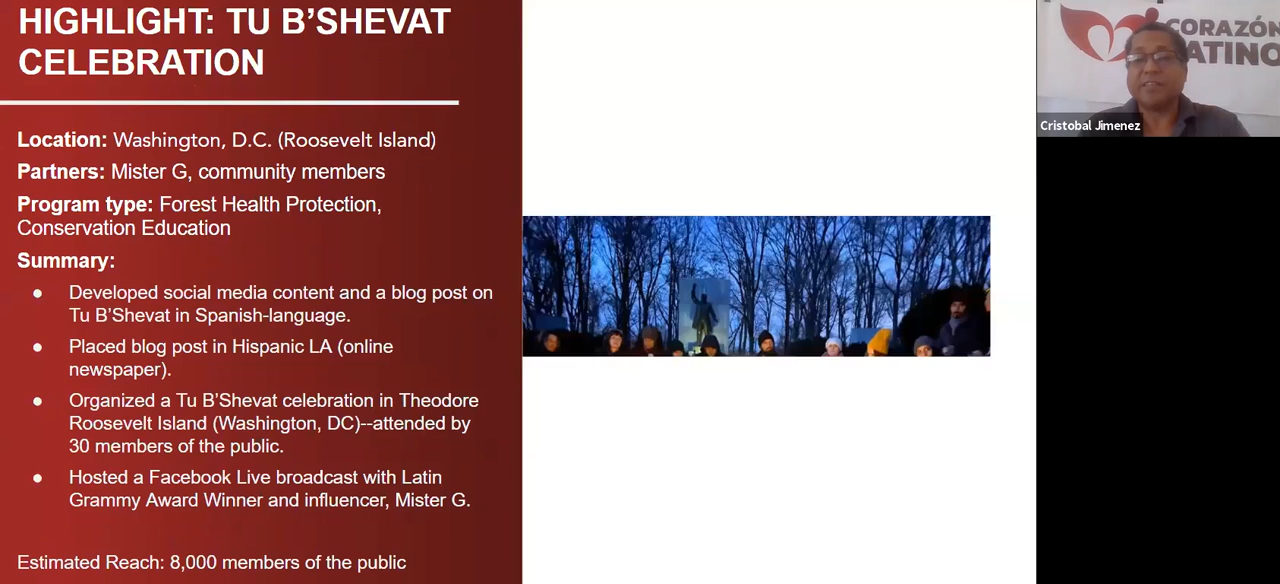 HIGHLIGHT: TU B’SHEVAT
CELEBRATION
Location: Washington, D.C. (Roosevelt Island)
Partners: Mister G, community members
Program type: Forest Health Protection,
Conservation Education
Summary:
● Developed social media content and a blog post on
Tu B’Shevat in Spanish-language.
● Placed blog post in Hispanic LA (online
newspaper).
● Organized a Tu B’Shevat celebration in Theodore
Roosevelt Island (Washington, DC)--attended by
30 members of the public.
● Hosted a Facebook Live broadcast with Latin
Grammy Award Winner and influencer, Mister G.
Estimated Reach: 8,000 members of the public
CORAZÓN
LATINO
Cristobal Jimenez